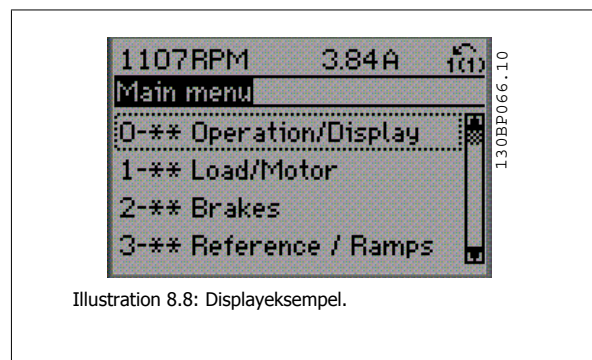 1107RPM 3.84A 1(1)
Main menu
0-** Operation/Display
1-** Load/Motor
2-** Brakes
3-** Reference / Ramps
130BP066.10
Illustration 8.8: Displayeksempel.